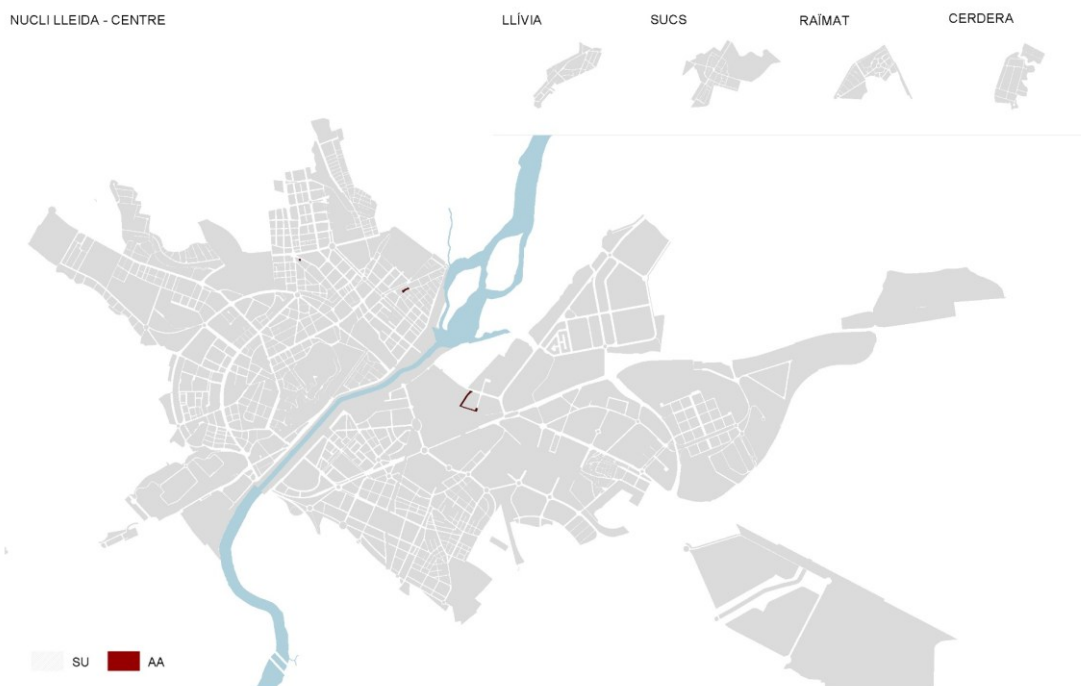 NUCLI LLEIDA - CENTRE
LLÍVIA
SUCS
RAÏMAT
CERDERA
SU
AA